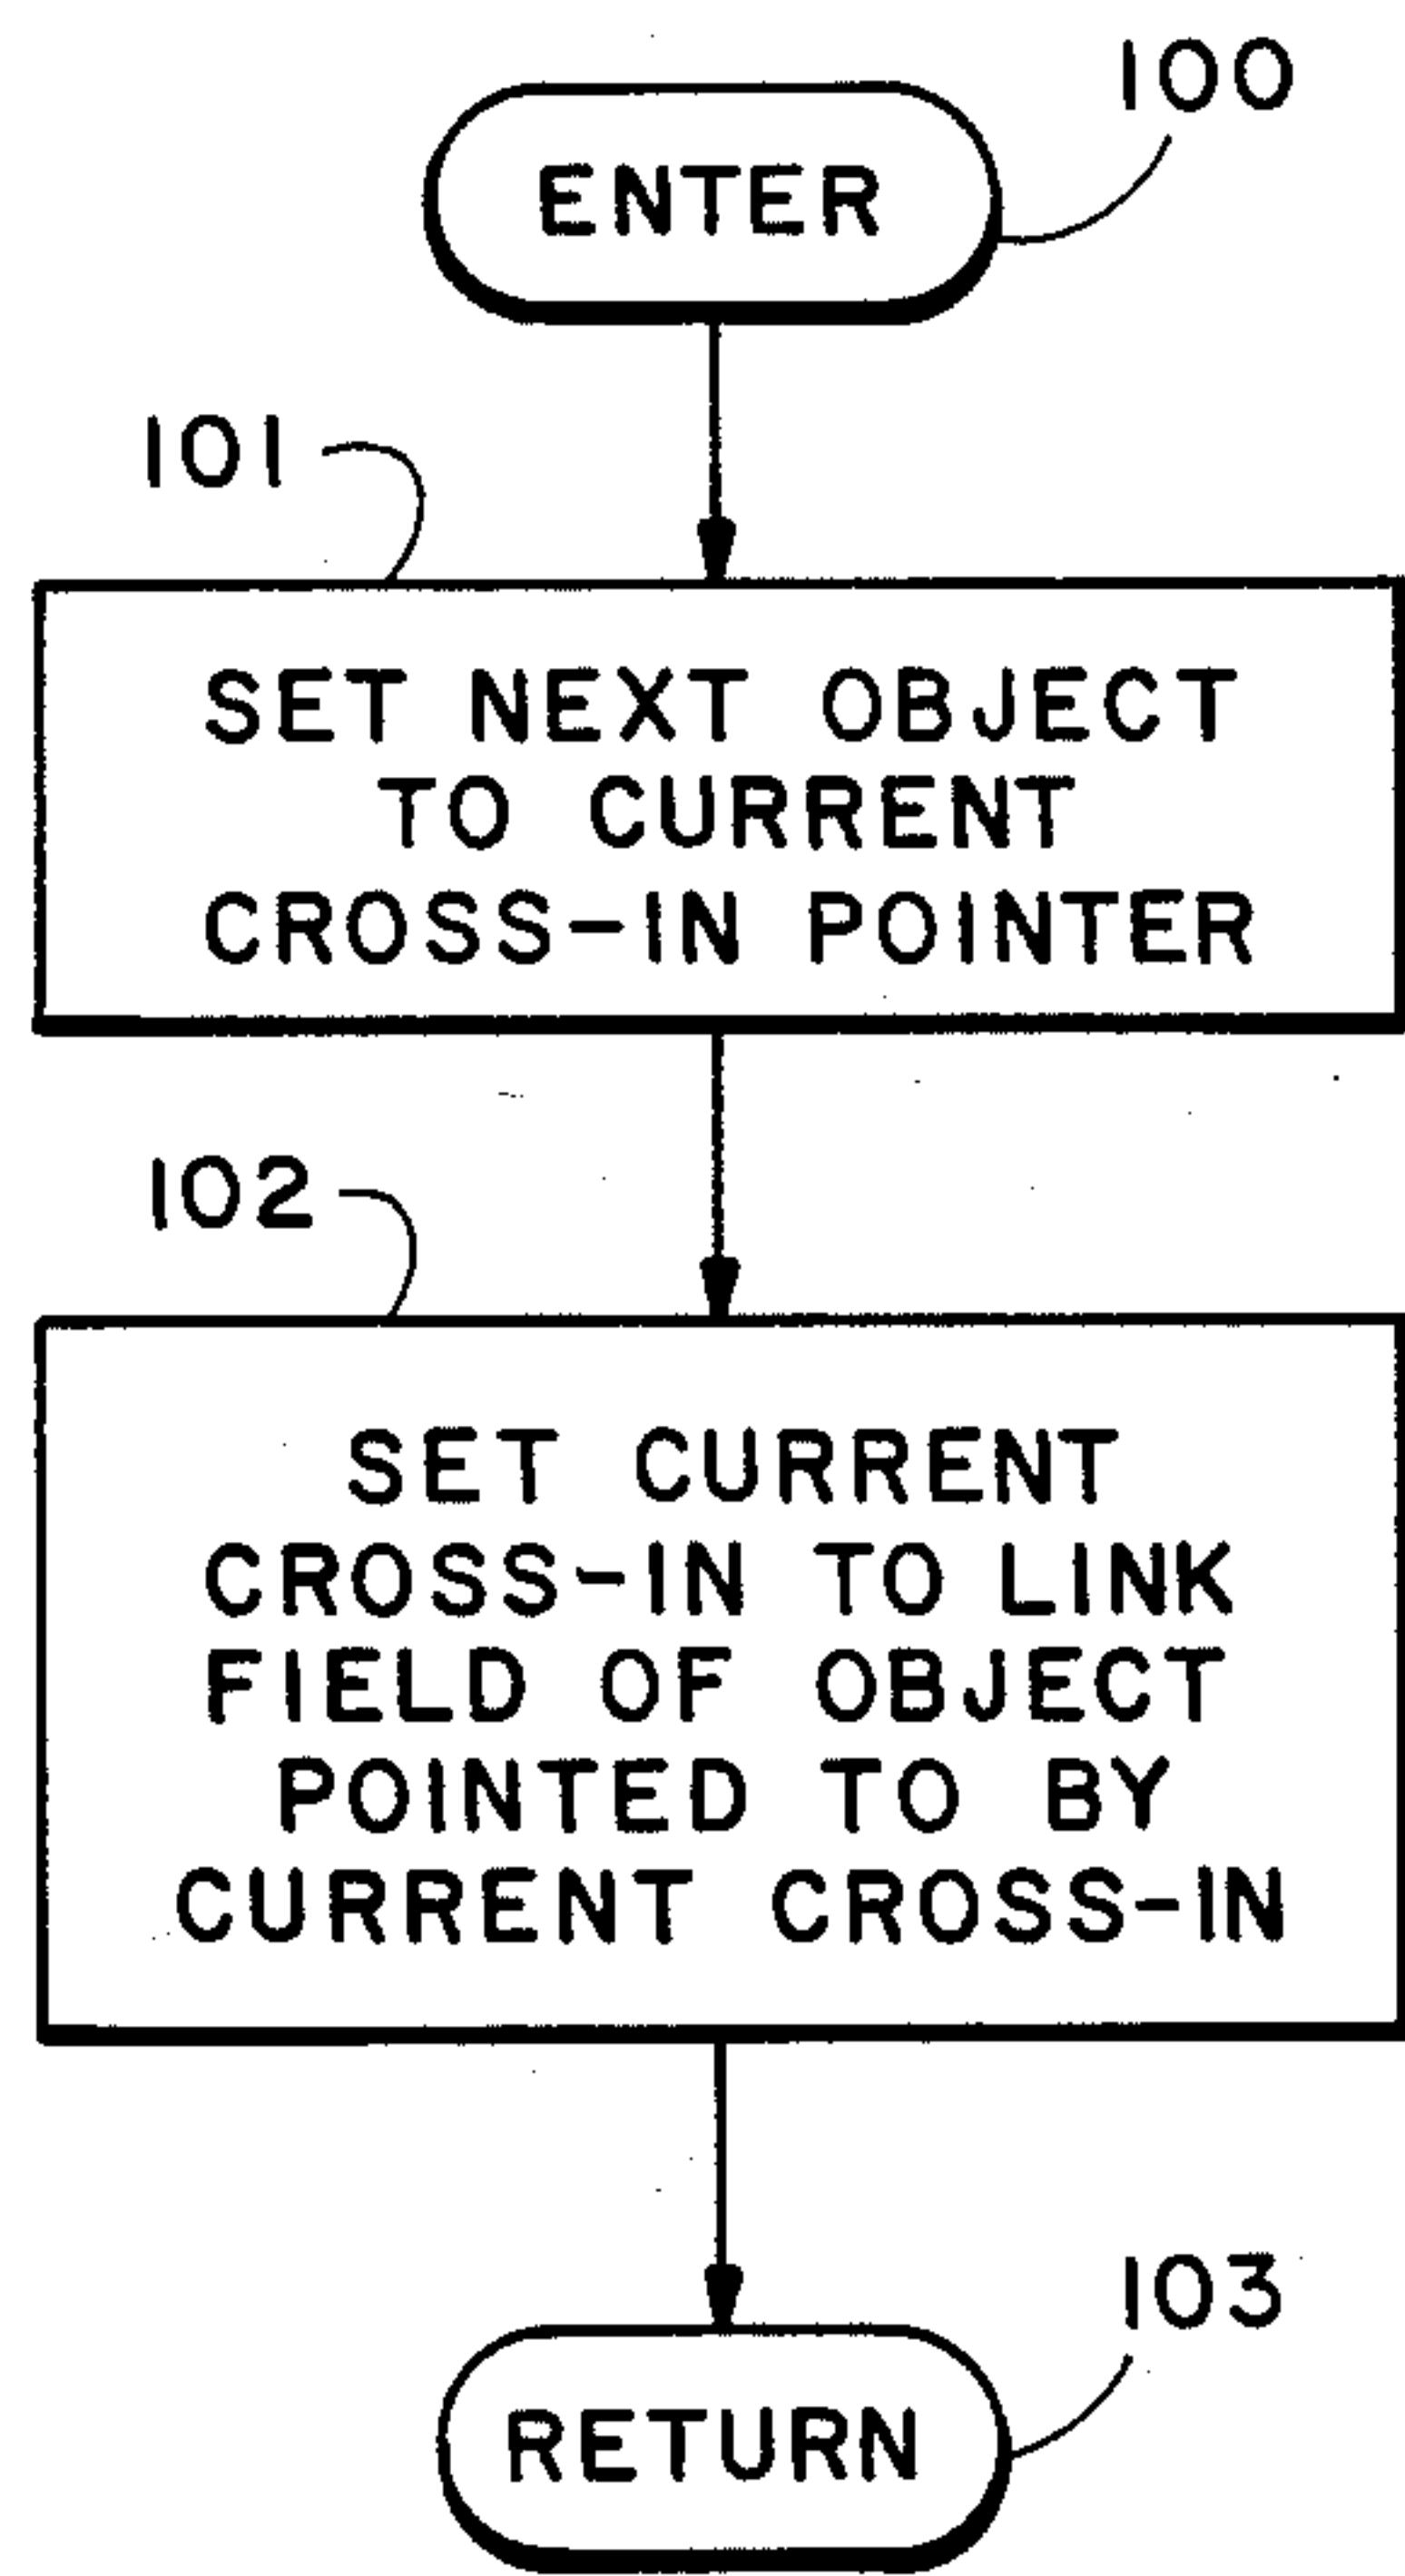 100
ENTER
101
SET NEXT OBJECT
TO CURRENT
CROSS-IN POINTER
102
SET CURRENT
CROSS-IN TO LINK
FIELD OF OBJECT
POINTED TO BY
CURRENT CROSS-IN
103
RETURN